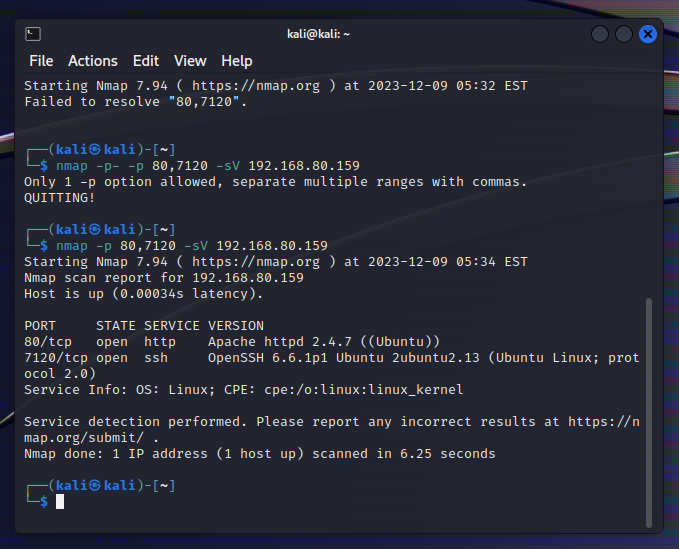 kali@kali: ~
File Actions Edit View Help
Starting Nmap 7.94 ( https://nmap.org ) at 2023-12-09 05:32 EST
Failed to resolve "80,7120".
┌──(kali㉿kali)-[~]
└─$ nmap -p- -p 80,7120 -sV 192.168.80.159
Only 1 -p option allowed, separate multiple ranges with commas.
QUITTING!
┌──(kali㉿kali)-[~]
└─$ nmap -p 80,7120 -sV 192.168.80.159
Starting Nmap 7.94 ( https://nmap.org ) at 2023-12-09 05:34 EST
Nmap scan report for 192.168.80.159
Host is up (0.00034s latency).
PORT     STATE SERVICE VERSION
80/tcp   open  http    Apache httpd 2.4.7 ((Ubuntu))
7120/tcp open  ssh     OpenSSH 6.6.1p1 Ubuntu 2ubuntu2.13 (Ubuntu Linux; prot
ocol 2.0)
Service Info: OS: Linux; CPE: cpe:/o:linux:linux_kernel
Service detection performed. Please report any incorrect results at https://n
map.org/submit/ .
Nmap done: 1 IP address (1 host up) scanned in 6.25 seconds
┌──(kali㉿kali)-[~]
└─$